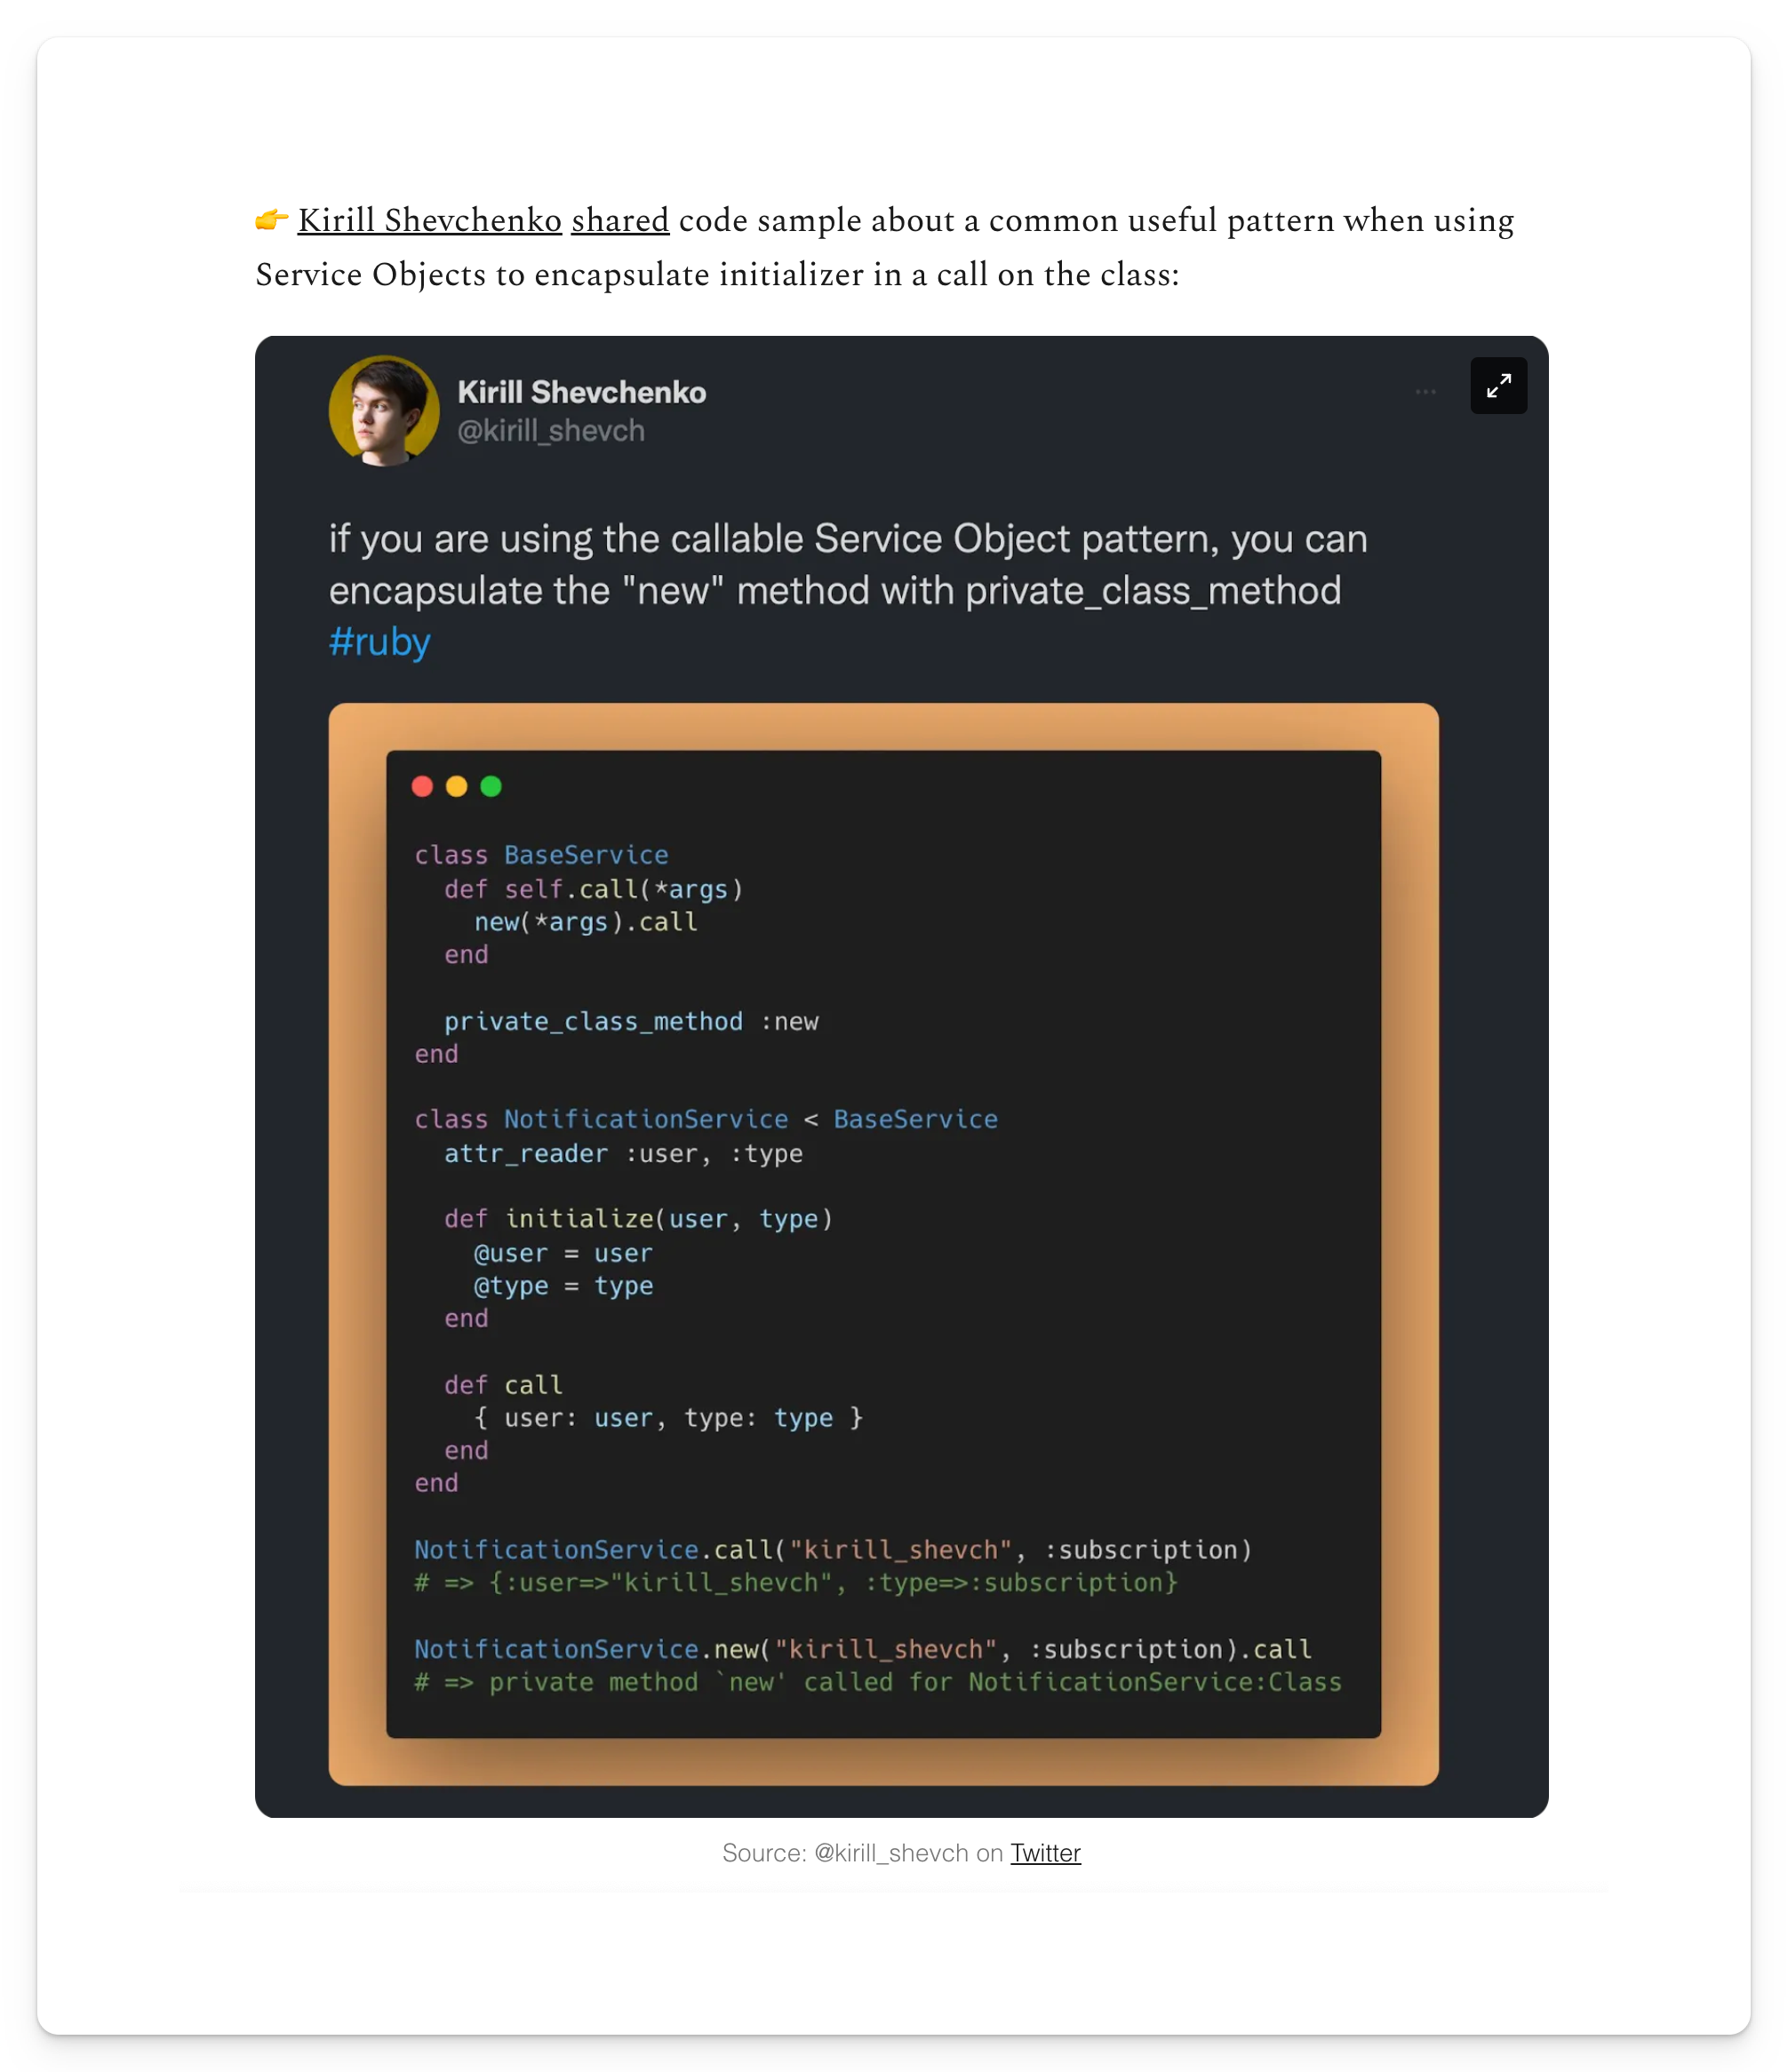 👉 Kirill Shevchenko shared code sample about a common useful pattern when using
Service Objects to encapsulate initializer in a call on the class:
Kirill Shevchenko
@kirill_shevch
if you are using the callable Service Object pattern, you can
encapsulate the "new" method with private_class_method
#ruby
class BaseService
  def self.call(*args)
    new(*args).call
  end

  private_class_method :new
end

class NotificationService < BaseService
  attr_reader :user, :type

  def initialize(user, type)
    @user = user
    @type = type
  end

  def call
    { user: user, type: type }
  end
end

NotificationService.call("kirill_shevch", :subscription)
# => {:user=>"kirill_shevch", :type=>:subscription}

NotificationService.new("kirill_shevch", :subscription).call
# => private method `new' called for NotificationService:Class
Source: @kirill_shevch on Twitter